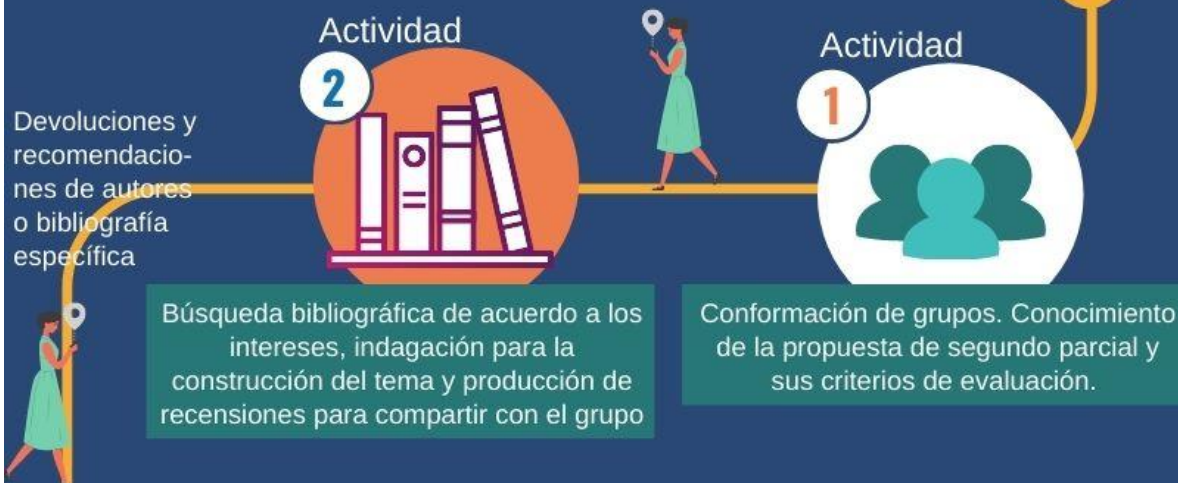 Actividad
2
Devoluciones y
recomendacio-
nes de autores
o bibliografía
específica
Búsqueda bibliográfica de acuerdo a los
intereses, indagación para la
construcción del tema y producción de
recensiones para compartir con el grupo
Actividad
1
Conformación de grupos. Conocimiento
de la propuesta de segundo parcial y
sus criterios de evaluación.